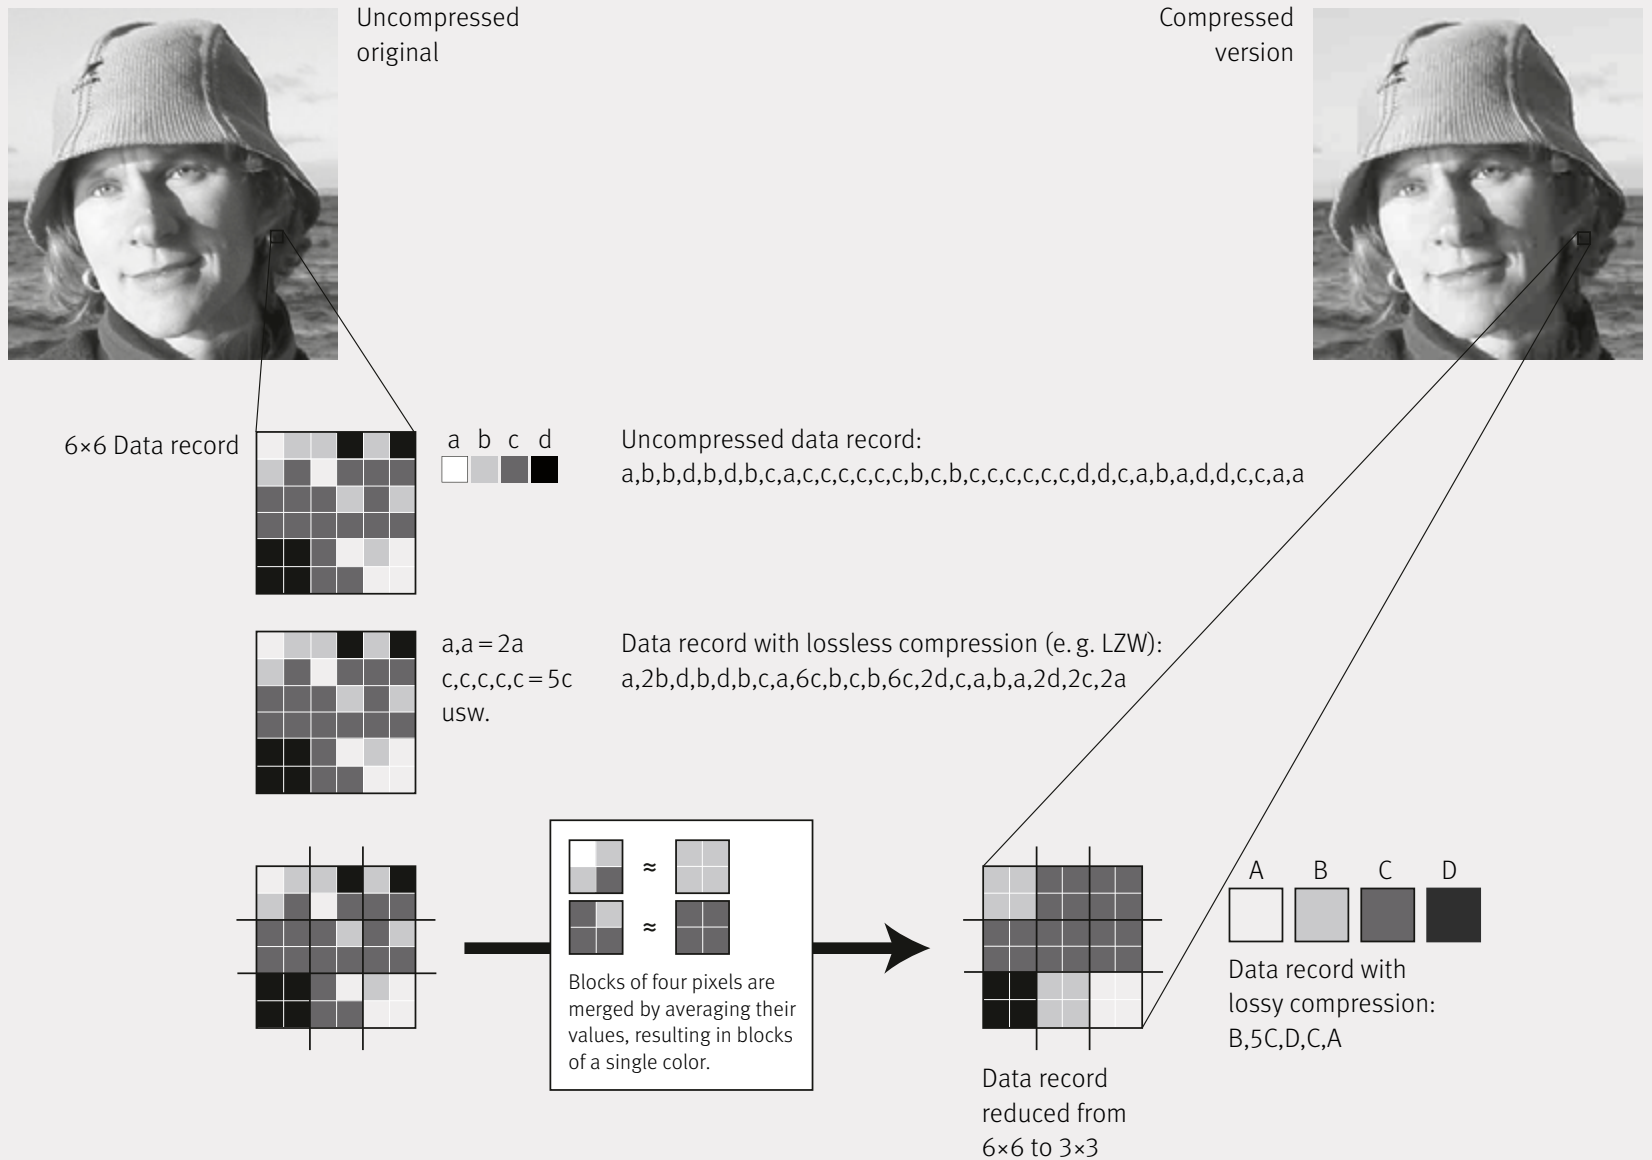 Uncompressed
original
Compressed
version
6×6 Data record
a b c d
Uncompressed data record:
a,b,b,d,b,d,b,c,a,c,c,c,c,c,c,b,c,b,c,c,c,c,c,c,d,d,c,a,b,a,d,d,c,c,a,a
a,a = 2a
c,c,c,c,c = 5c
usw.
Data record with lossless compression (e. g. LZW):
a,2b,d,b,d,b,c,a,6c,b,c,b,6c,2d,c,a,b,a,2d,2c,2a
≈
≈
Blocks of four pixels are
merged by averaging their
values, resulting in blocks
of a single color.
Data record
reduced from
6×6 to 3×3
A B C D
Data record with
lossy compression:
B,5C,D,C,A